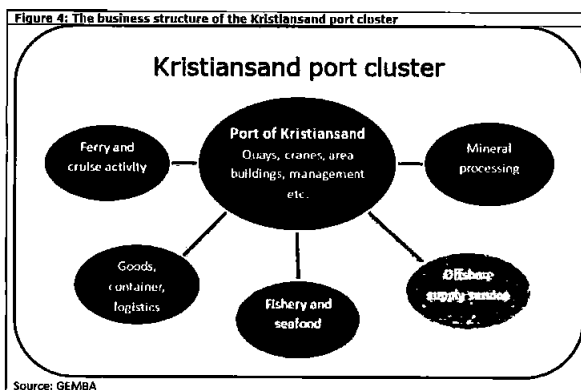 Figure 4: The business structure of the Kristiansand port cluster
Kristiansand port cluster
Port of Kristiansand
Quays, cranes, area
buildings, management
etc.
Ferry and
cruise activity
Mineral
processing
Goods,
container,
logistics
Fishery and
seafood
Offshore
supply service
Source: GEMBA